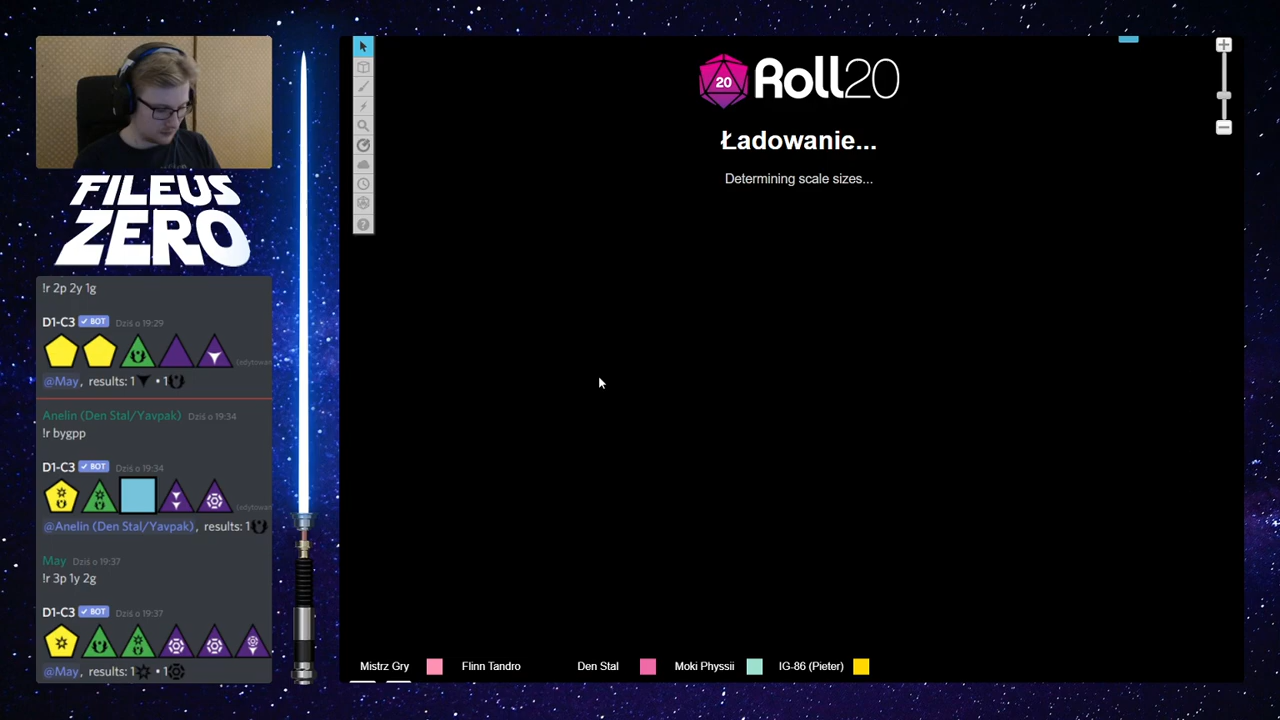 FILEUS
ZERO
!r 2p 2y 1g
D1-C3 ✓ BOT Dziś o 19:29
@May, results: 1 • 1
Anelin (Den Stal/Yavpak) Dziś o 19:34
!r bygpp
D1-C3 ✓ BOT Dziś o 19:34
@Anelin (Den Stal/Yavpak), results: 1
May Dziś o 19:37
!r 3p 1y 2g
D1-C3 ✓ BOT Dziś o 19:37
@May, results: 1 • 1
20 Roll20
Ładowanie...
Determining scale sizes...
Mistrz Gry Flinn Tandro Den Stal Moki Physsii IG-86 (Pieter)